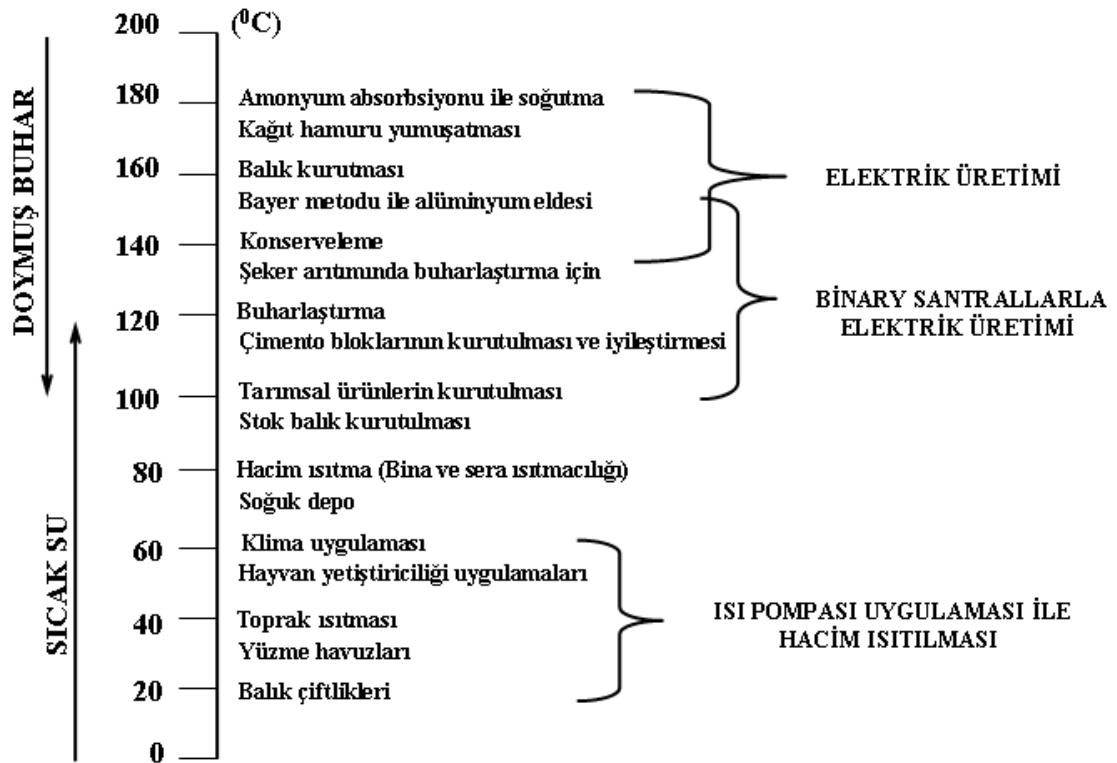 200 (⁰C)
180
Amonyum absorbsiyonu ile soğutma
Kağıt hamuru yumuşatması
160
Balık kurutması
Bayer metodu ile alüminyum eldesi
140
Konserveleme
Şeker arıtımında buharlaştırma için
120
Buharlaştırma
Çimento bloklarının kurutulması ve iyileştirmesi
100
Tarımsal ürünlerin kurutulması
Stok balık kurutulması
80
Hacim ısıtma (Bina ve sera ısıtmacılığı)
Soğuk depo
60
Klima uygulaması
Hayvan yetiştiriciliği uygulamaları
40
Toprak ısıtması
Yüzme havuzları
20
Balık çiftlikleri
0
DOYMUŞ BUHAR
SICAK SU
ELEKTRİK ÜRETİMİ
BİNARY SANTRALLARLA
ELEKTRİK ÜRETİMİ
ISI POMPASI UYGULAMASI İLE
HACİM ISITILMASI